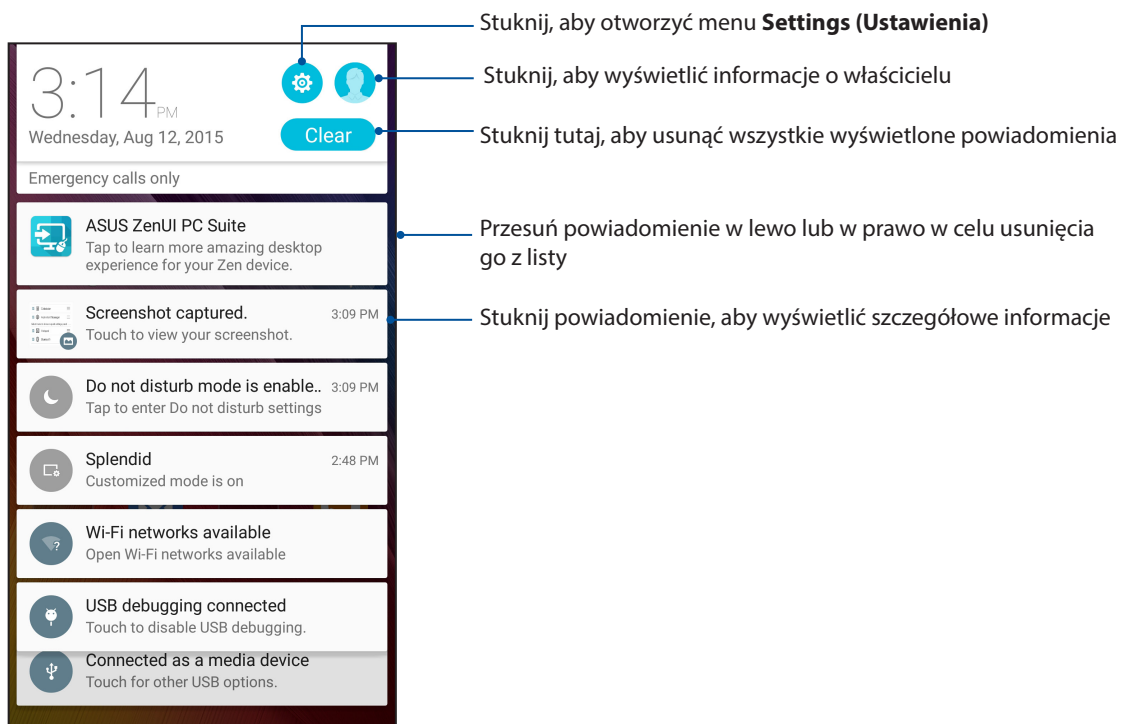 Stuknij, aby otworzyć menu Settings (Ustawienia)
3:14 PM
Stuknij, aby wyświetlić informacje o właścicielu
Wednesday, Aug 12, 2015
Clear
Stuknij tutaj, aby usunąć wszystkie wyświetlone powiadomienia
Emergency calls only
ASUS ZenUI PC Suite
Tap to learn more amazing desktop
experience for your Zen device.
Przesuń powiadomienie w lewo lub w prawo w celu usunięcia
go z listy
Screenshot captured. 3:09 PM
Touch to view your screenshot.
Stuknij powiadomienie, aby wyświetlić szczegółowe informacje
Do not disturb mode is enable.. 3:09 PM
Tap to enter Do not disturb settings
Splendid 2:48 PM
Customized mode is on
Wi-Fi networks available
Open Wi-Fi networks available
USB debugging connected
Touch to disable USB debugging.
Connected as a media device
Touch for other USB options.